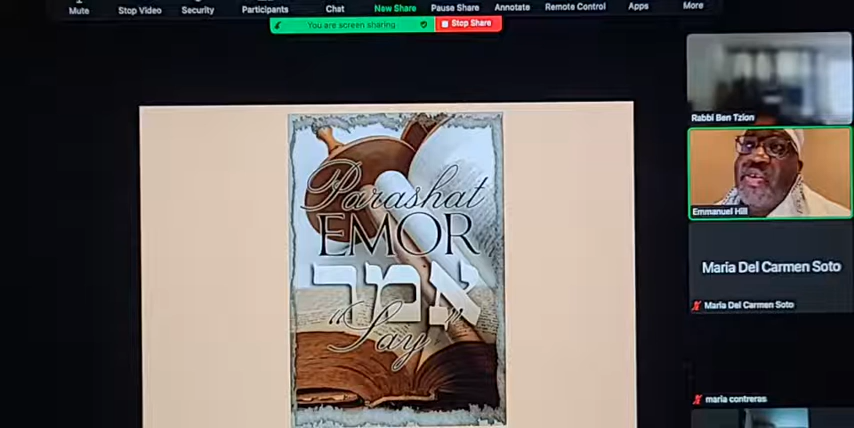 Mute Stop Video Security Participants Chat New Share Pause Share Annotate Remote Control Apps More
You are screen sharing Stop Share
Rabbi Ben Tzion
Emmanuel Hill
Maria Del Carmen Soto
Maria Del Carmen Soto
maria contreras
Parashat
EMOR
אמר
"Say"